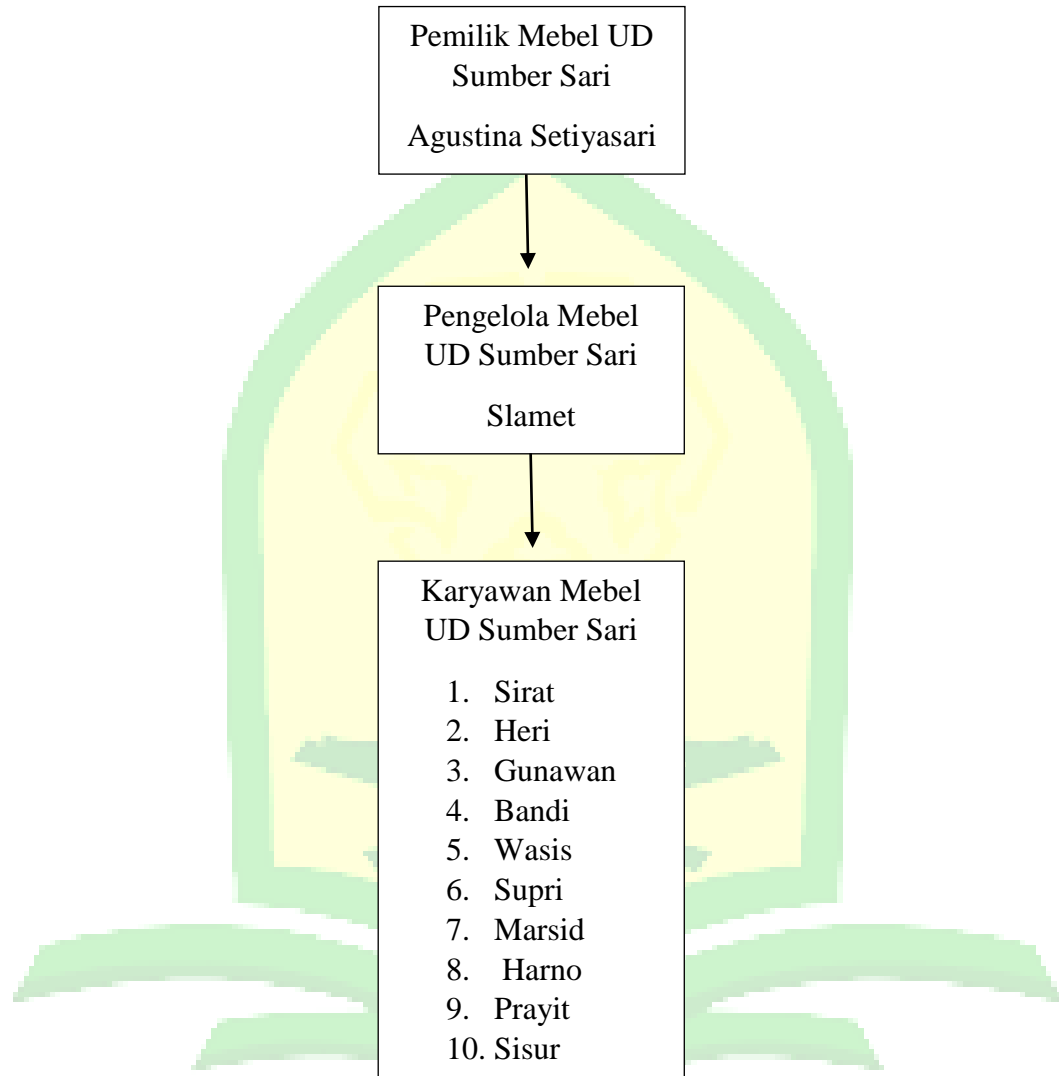 Pemilik Mebel UD
Sumber Sari
Agustina Setiyasari
Pengelola Mebel
UD Sumber Sari
Slamet
Karyawan Mebel
UD Sumber Sari
1. Sirat
2. Heri
3. Gunawan
4. Bandi
5. Wasis
6. Supri
7. Marsid
8. Harno
9. Prayit
10. Sisur